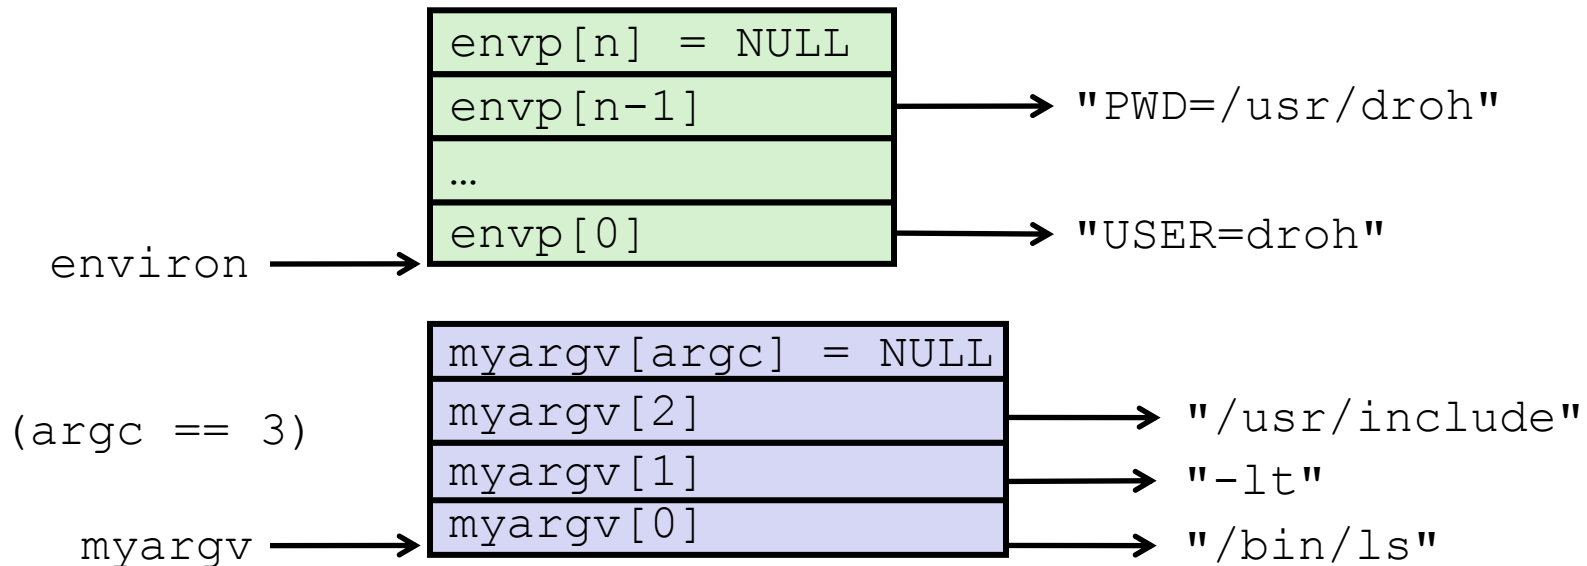 envp[n] = NULL
envp[n-1] "PWD=/usr/droh"
…
envp[0] "USER=droh"
environ
myargv[argc] = NULL
myargv[2] "/usr/include"
(argc == 3)
myargv[1] "-lt"
myargv[0] "/bin/ls"
myargv